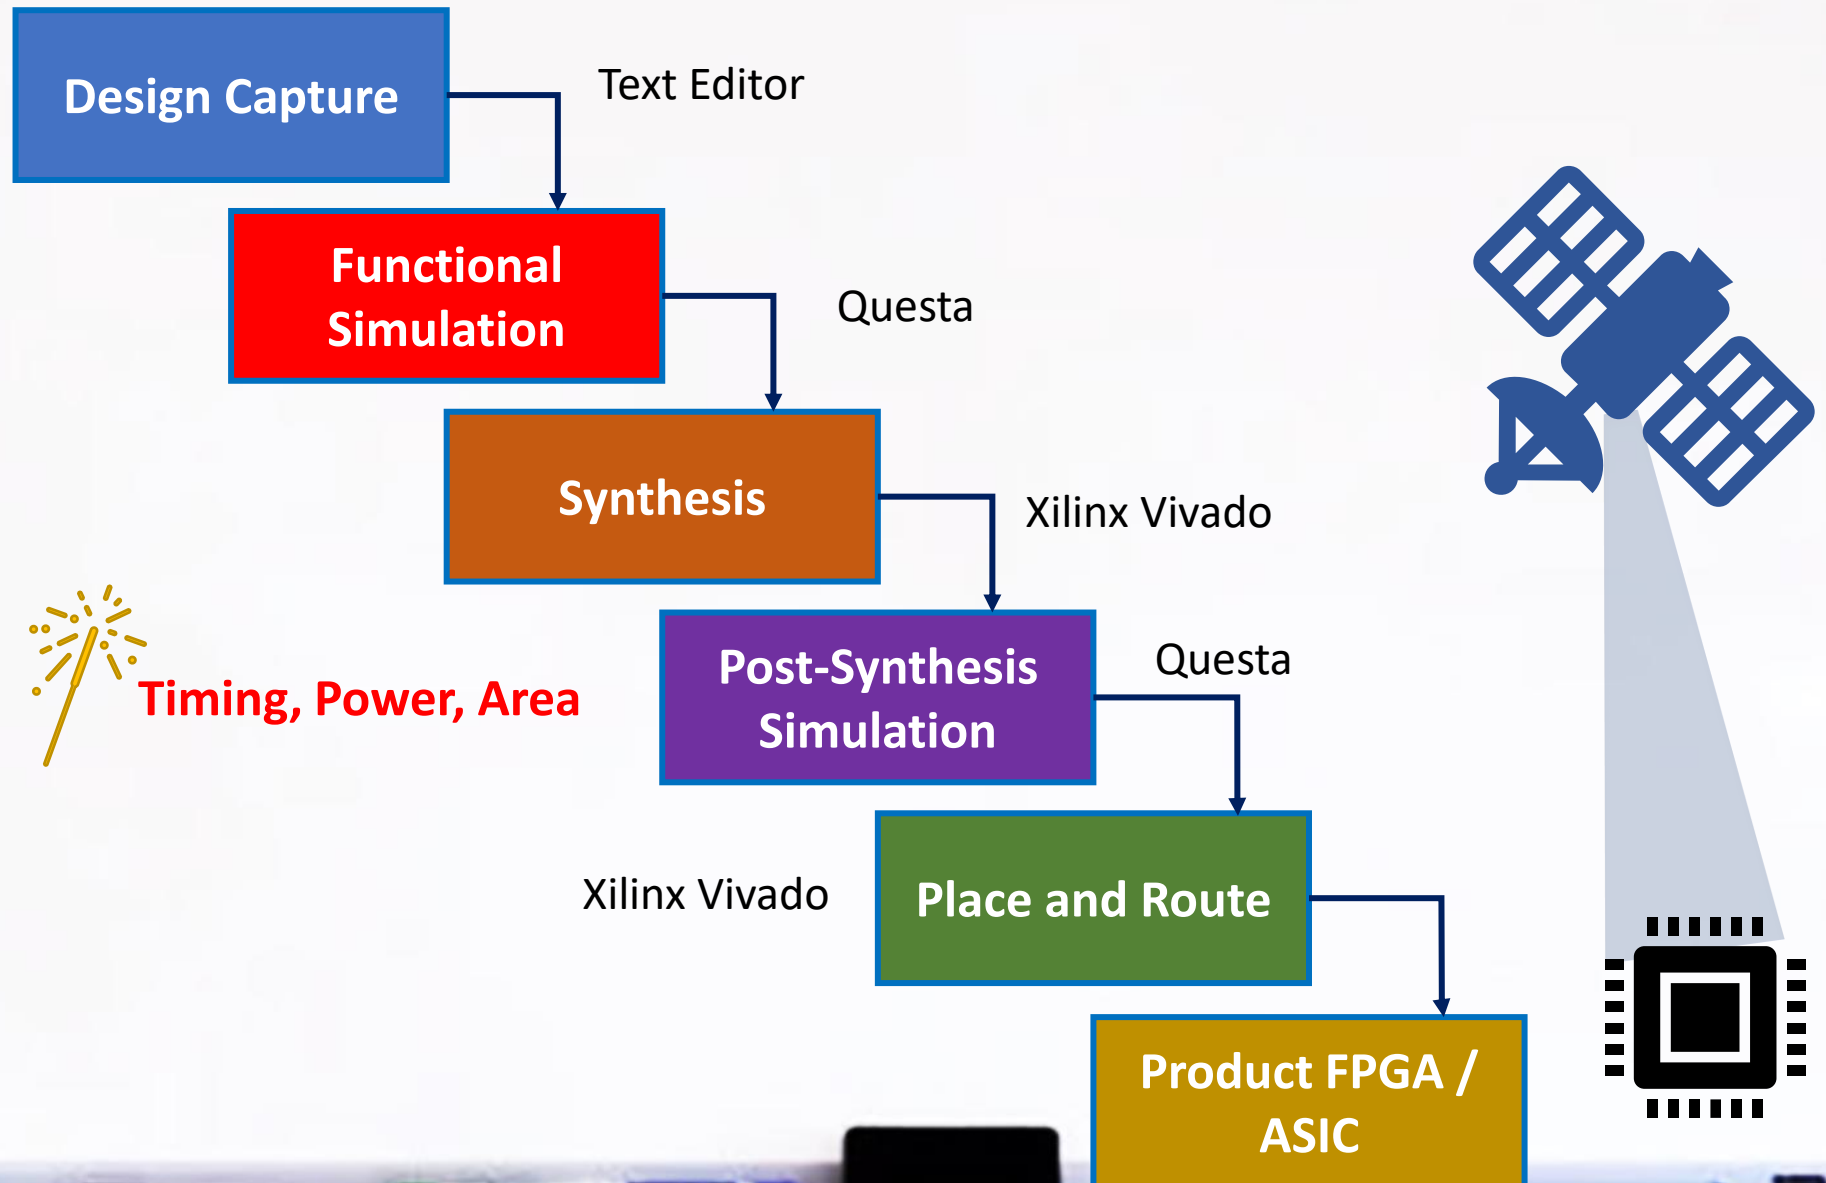 Design Capture
Text Editor
Functional
Simulation
Questa
Synthesis
Xilinx Vivado
Post-Synthesis
Simulation
Questa
Timing, Power, Area
Xilinx Vivado
Place and Route
Product FPGA /
ASIC